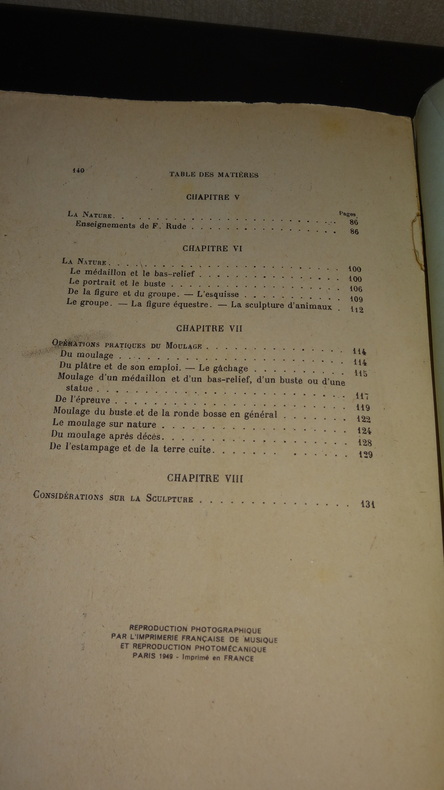 140 TABLE DES MATIÈRES
CHAPITRE V
Pages
LA NATURE. . . . . . . . . . . . . . . . . . . . . 86
Enseignements de F. Rude . . . . . . . . . . . . . . 86
CHAPITRE VI
LA NATURE. . . . . . . . . . . . . . . . . . . . . 100
Le médaillon et le bas-relief . . . . . . . . . . . . . 100
Le portrait et le buste . . . . . . . . . . . . . . . 106
De la figure et du groupe. — L'esquisse . . . . . . . . . 109
Le groupe. — La figure équestre. — La sculpture d'animaux . 112
CHAPITRE VII
OPÉRATIONS PRATIQUES DU MOULAGE . . . . . . . . . . . . 114
Du moulage . . . . . . . . . . . . . . . . . . . 114
Du plâtre et de son emploi. — Le gâchage . . . . . . . . 115
Moulage d'un médaillon et d'un bas-relief, d'un buste ou d'une
statue . . . . . . . . . . . . . . . . . . . . 117
De l'épreuve . . . . . . . . . . . . . . . . . . . 119
Moulage du buste et de la ronde bosse en général . . . . . . 122
Le moulage sur nature . . . . . . . . . . . . . . . 124
Du moulage après décès. . . . . . . . . . . . . . . . 128
De l'estampage et de la terre cuite. . . . . . . . . . . . 129
CHAPITRE VIII
CONSIDÉRATIONS SUR LA SCULPTURE . . . . . . . . . . . . 131
REPRODUCTION PHOTOGRAPHIQUE
PAR L'IMPRIMERIE FRANÇAISE DE MUSIQUE
ET REPRODUCTION PHOTOMÉCANIQUE
PARIS 1949 - Imprimé en FRANCE